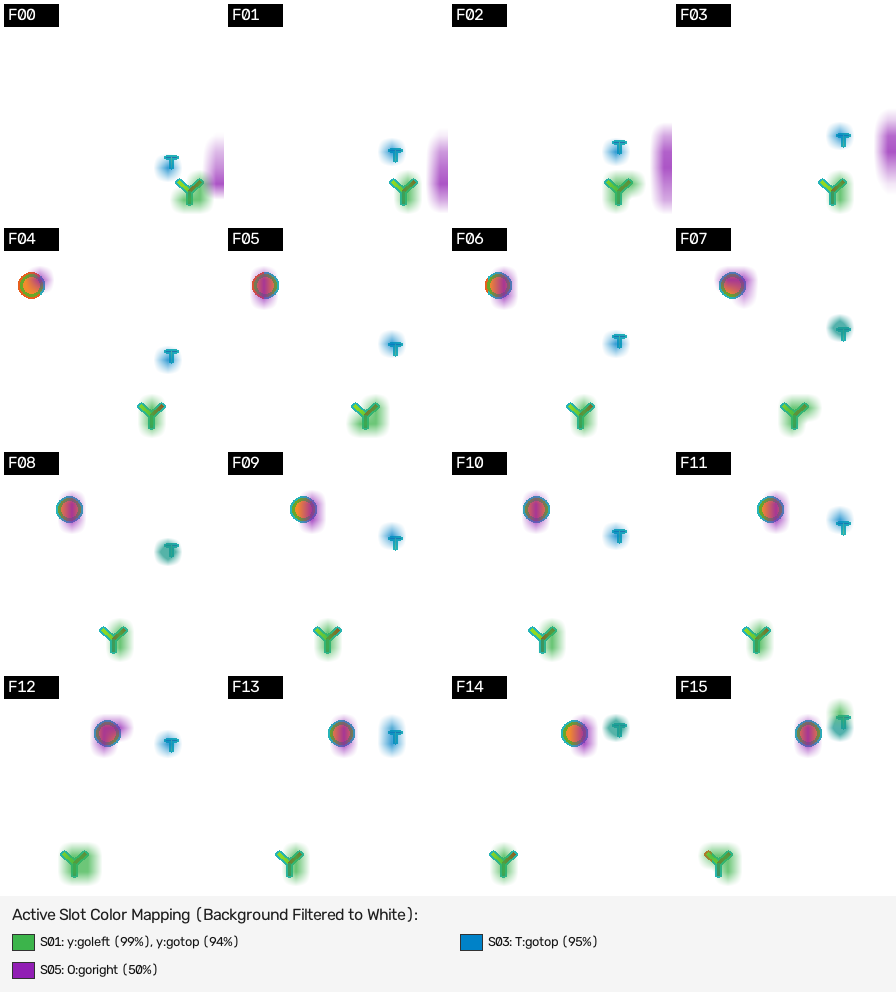 F00 F01 F02 F03
F04 F05 F06 F07
F08 F09 F10 F11
F12 F13 F14 F15
Active Slot Color Mapping (Background Filtered to White):
S01: y:goleft (99%), y:gotop (94%)
S03: T:gotop (95%)
S05: O:goright (50%)